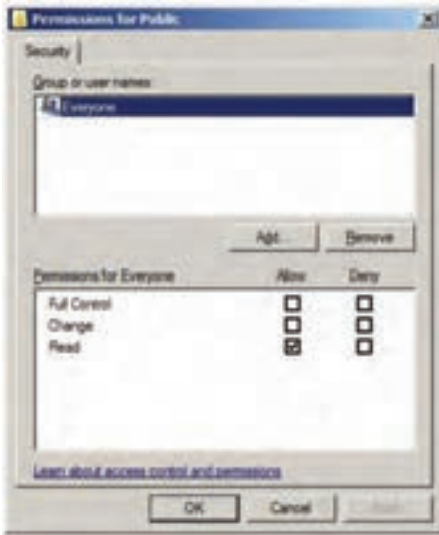 Permissions for Public
Security
Group or user names:
Everyone
Add...
Remove
Permissions for Everyone
Allow
Deny
Full Control
Change
Read
Learn about access control and permissions
OK
Cancel
Apply